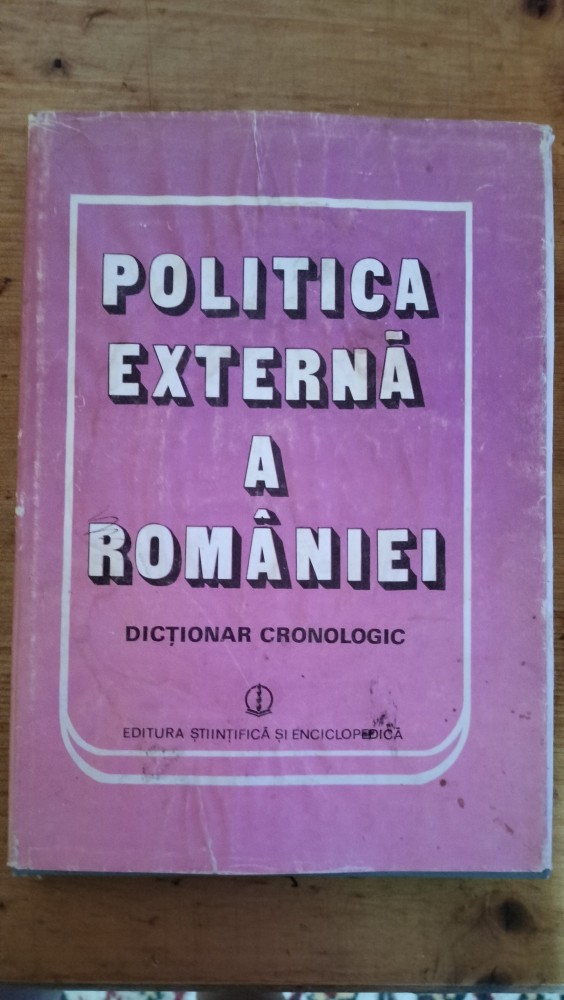 POLITICA
EXTERNĂ
A
ROMÂNIEI
DICȚIONAR CRONOLOGIC
EDITURA ȘTIINȚIFICĂ ȘI ENCICLOPEDICĂ